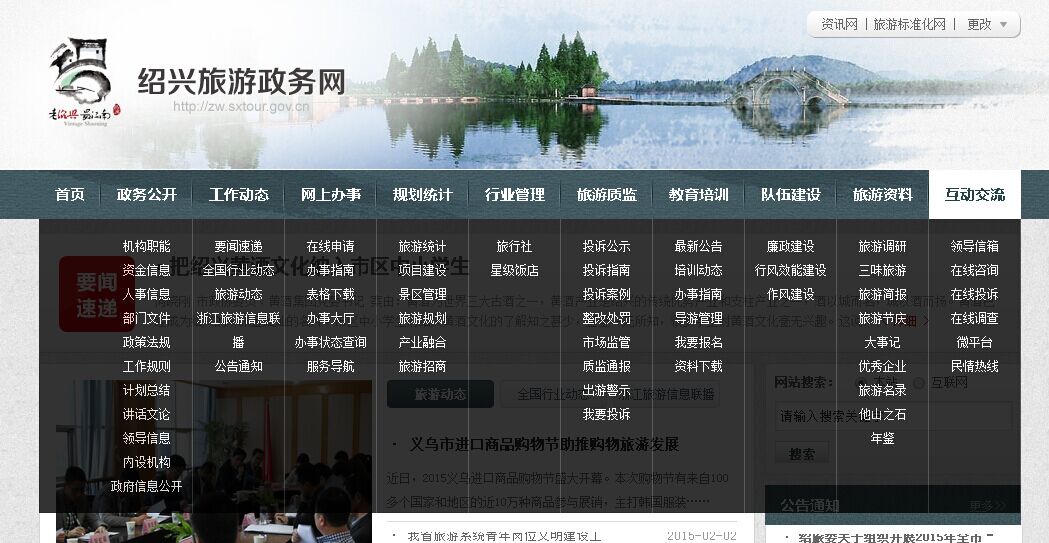 资讯网 | 旅游标准化网 | 更改
绍兴旅游政务网
http://zw.sxtour.gov.cn
老绍兴 最江南
Vintage Shaoxing
首页 政务公开 工作动态 网上办事 规划统计 行业管理 旅游质监 教育培训 队伍建设 旅游资料 互动交流
机构职能 要闻速递 在线申请 旅游统计 旅行社 投诉公示 最新公告 廉政建设 旅游调研 领导信箱
资金信息 全国行业动态 办事指南 项目建设 星级饭店 投诉指南 培训动态 行风效能建设 三味旅游 在线咨询
人事信息 旅游动态 表格下载 景区管理 投诉案例 办事指南 作风建设 旅游简报 在线投诉
部门文件 浙江旅游信息联 办事大厅 旅游规划 整改处罚 导游管理 旅游节庆 在线调查
政策法规 播 办事状态查询 产业融合 市场监管 我要报名 大事记 微平台
工作规则 公告通知 服务导航 旅游招商 质监通报 资料下载 优秀企业 民情热线
计划总结 出游警示 旅游名录
讲话文论 我要投诉 他山之石
领导信息 年鉴
内设机构
政府信息公开
要闻
速递
把绍兴黄酒文化纳入市区中小学生
旅游动态 全国行业动态 浙江旅游信息联播
· 义乌市进口商品购物节助推购物旅游发展
近日，2015义乌进口商品购物节盛大开幕。本次购物节有来自100
多个国家和地区的近10万种商品参与展销，主打韩国服装……
· 我省旅游系统青年岗位文明建设上 2015-02-02
网站搜索： 互联网
请输入搜索关
搜索
公告通知 更多>>
· 绍旅委关于组织开展2015年全市